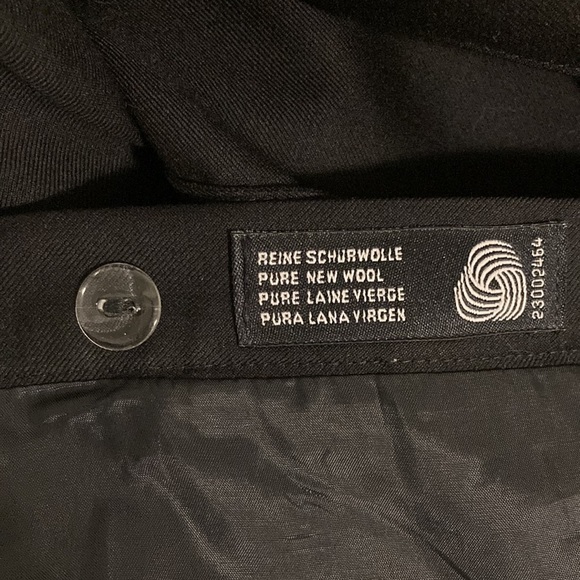 REINE SCHURWOLLE
PURE NEW WOOL
PURE LAINE VIERGE
PURA LANA VIRGEN
23002464